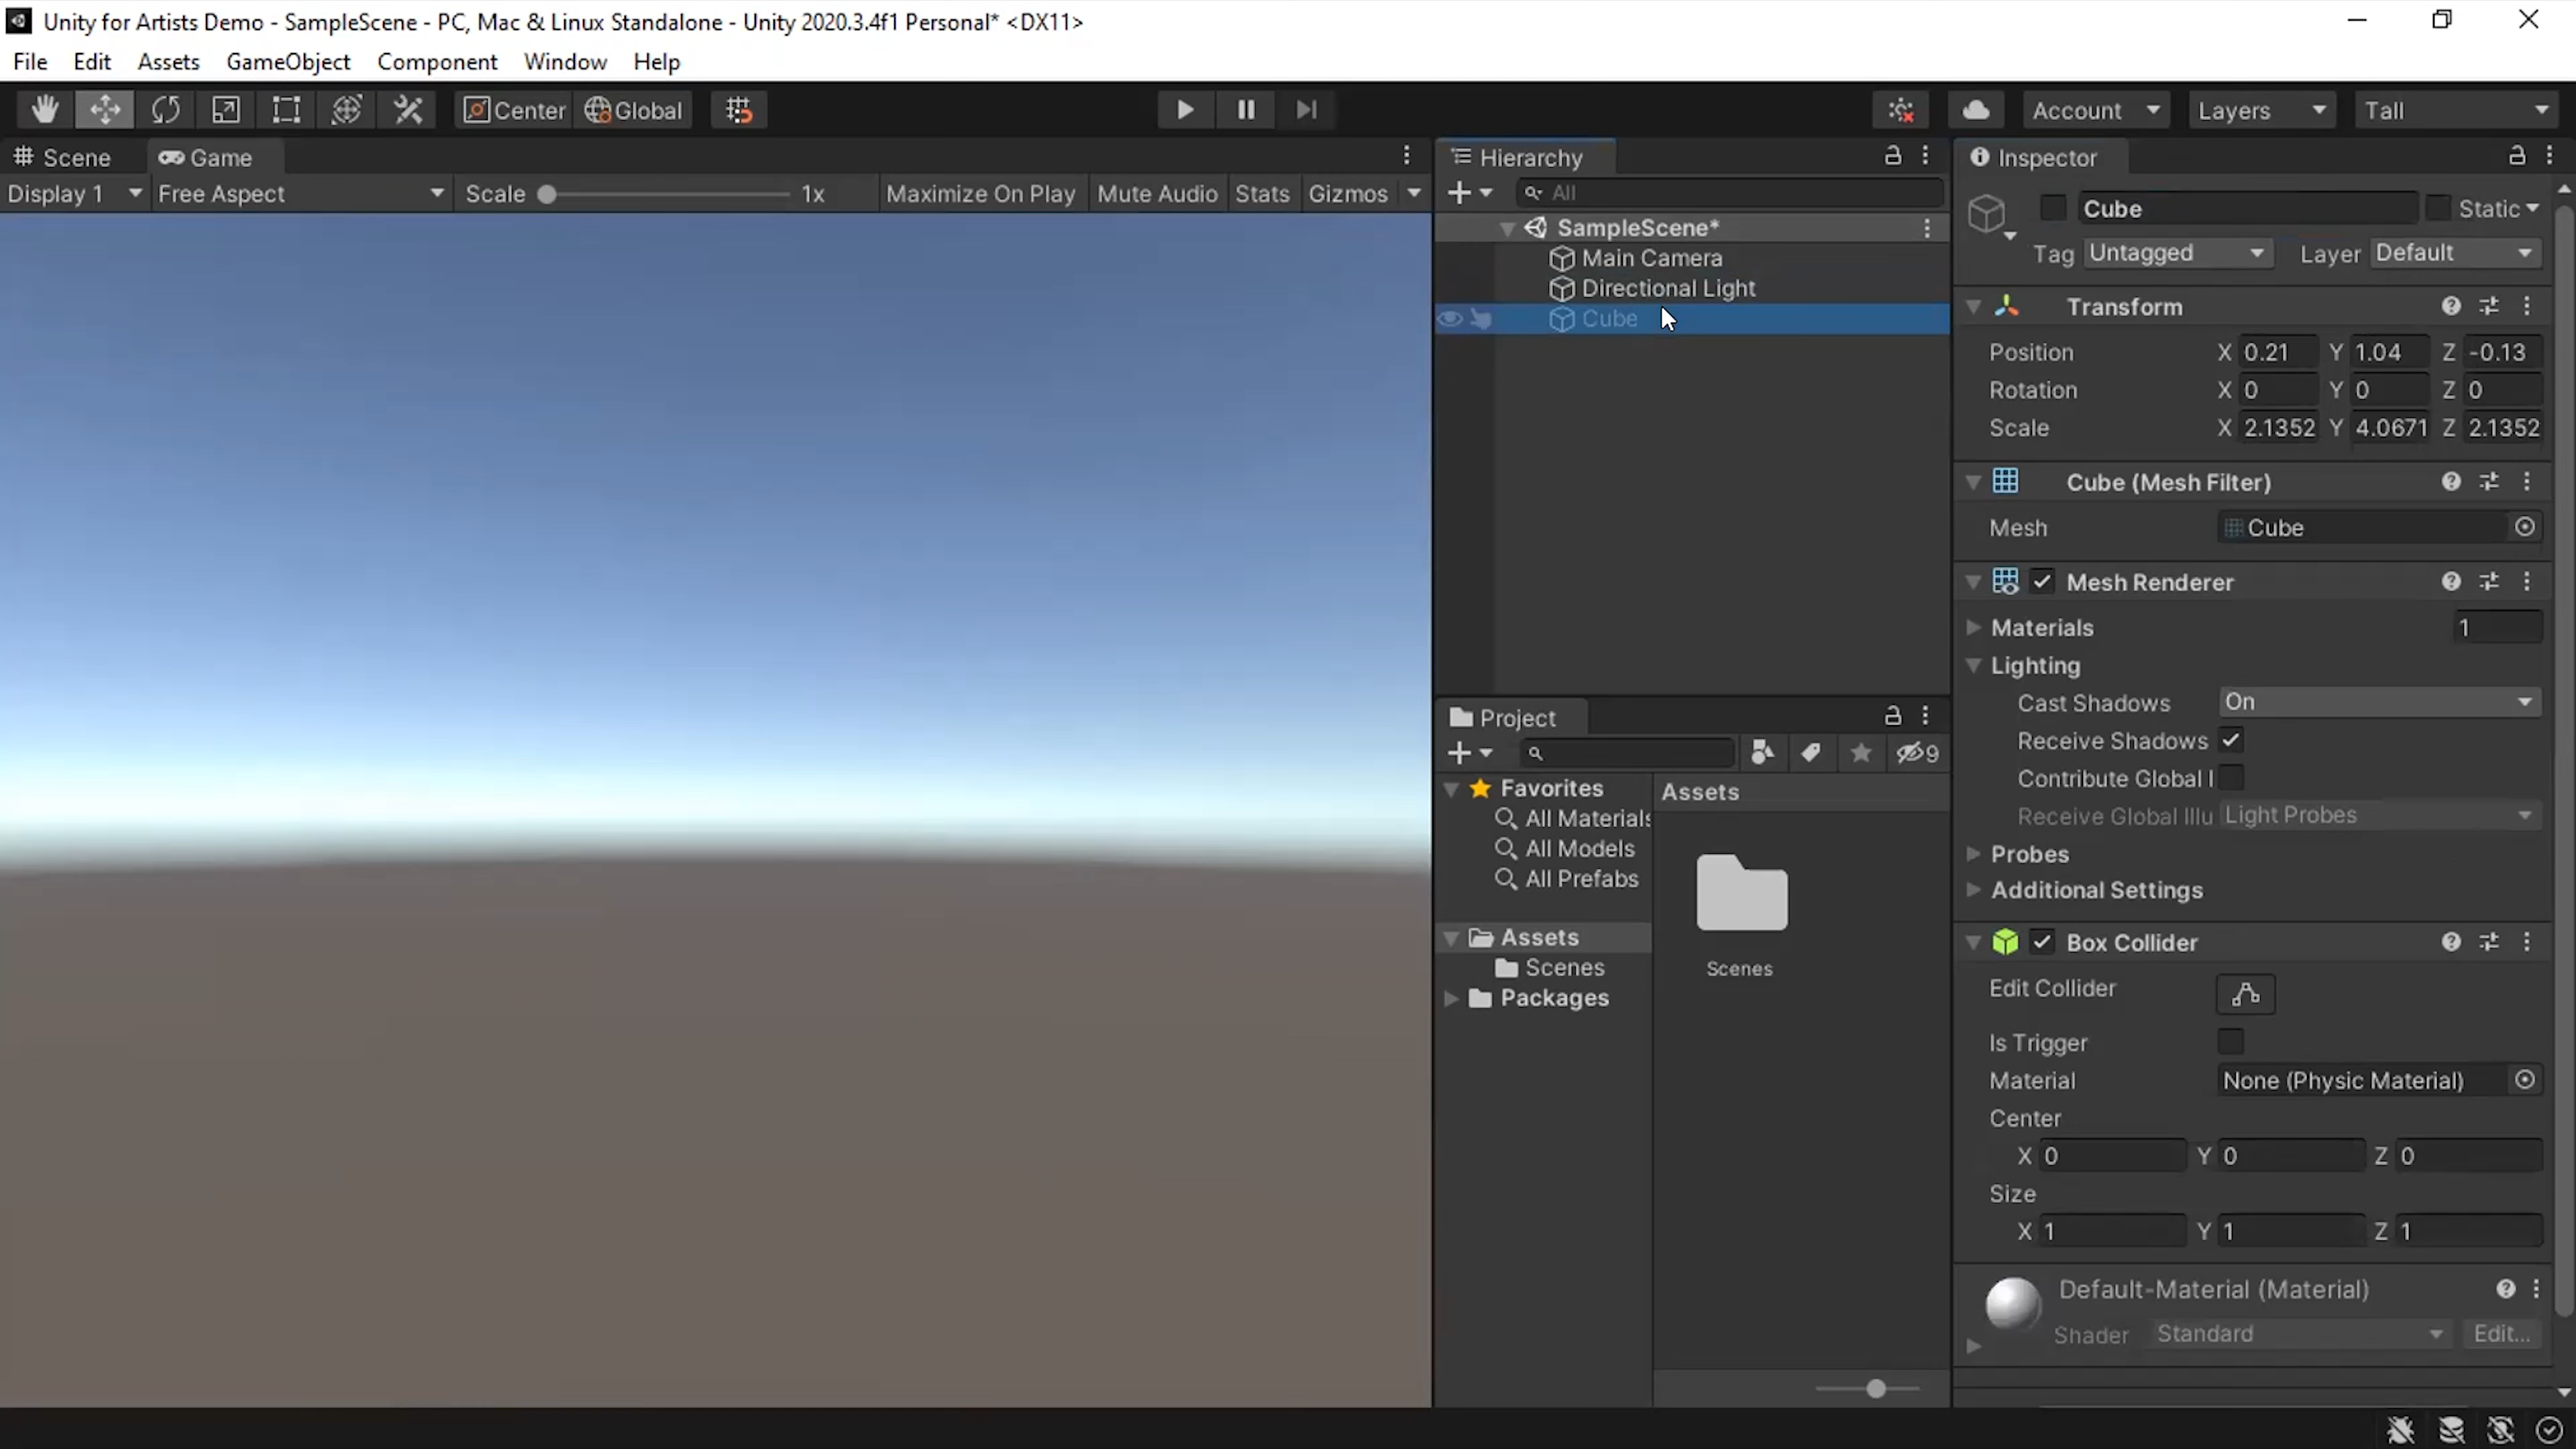 Unity for Artists Demo - SampleScene - PC, Mac & Linux Standalone - Unity 2020.3.4f1 Personal* <DX11>
File Edit Assets GameObject Component Window Help
Center Global Account Layers Tall
Scene Game
Display 1 Free Aspect Scale 1x Maximize On Play Mute Audio Stats Gizmos
Hierarchy
All
SampleScene*
Main Camera
Directional Light
Cube
Project
9
Favorites
All Materials
All Models
All Prefabs
Assets
Scenes
Packages
Assets
Scenes
Inspector
Cube Static
Tag Untagged Layer Default
Transform
Position X 0.21 Y 1.04 Z -0.13
Rotation X 0 Y 0 Z 0
Scale X 2.1352 Y 4.0671 Z 2.1352
Cube (Mesh Filter)
Mesh Cube
Mesh Renderer
Materials 1
Lighting
Cast Shadows On
Receive Shadows
Contribute Global I
Receive Global Illu Light Probes
Probes
Additional Settings
Box Collider
Edit Collider
Is Trigger
Material None (Physic Material)
Center
X 0 Y 0 Z 0
Size
X 1 Y 1 Z 1
Default-Material (Material)
Shader Standard Edit...